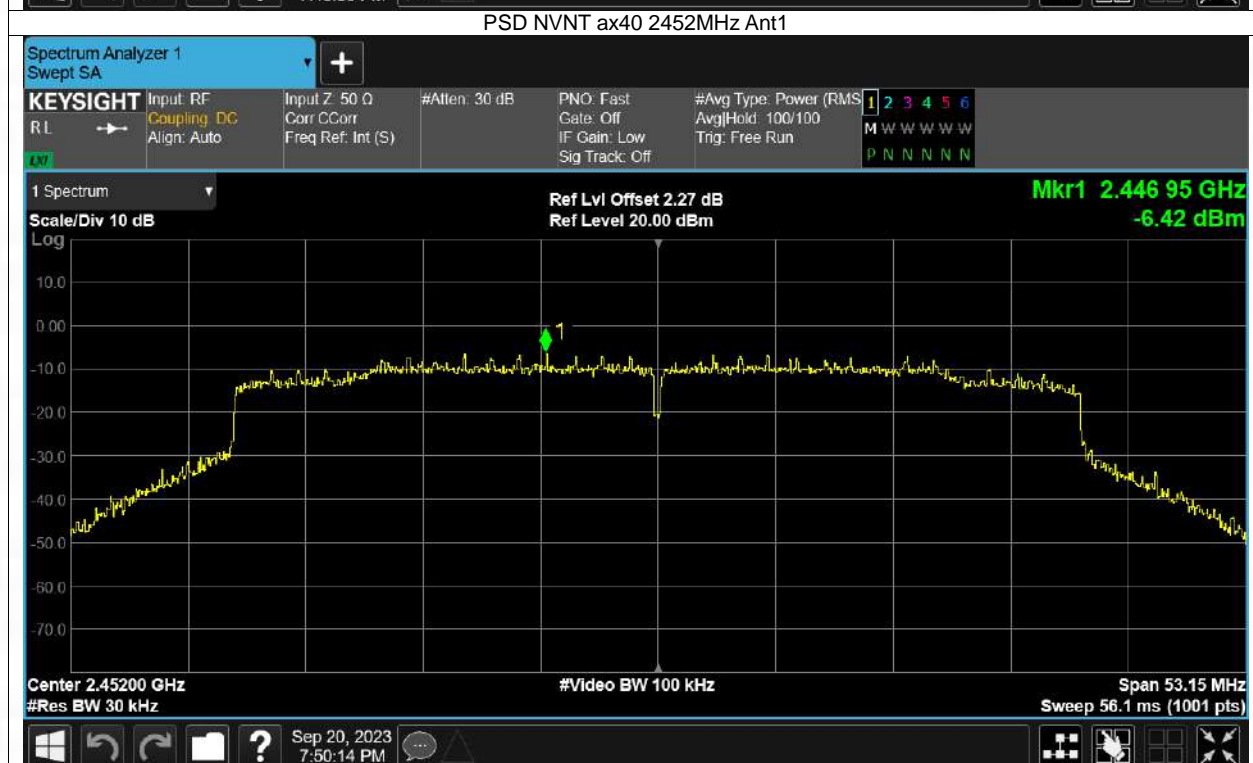 PSD NVNT ax40 2452MHz Ant1
Spectrum Analyzer 1
Swept SA
+
KEYSIGHT
RL
LXI
Input: RF
Coupling: DC
Align: Auto
Input Z: 50 Ω
Corr CCorr
Freq Ref: Int (S)
#Atten: 30 dB
PNO: Fast
Gate: Off
IF Gain: Low
Sig Track: Off
#Avg Type: Power (RMS
Avg|Hold: 100/100
Trig: Free Run
1 2 3 4 5 6
M W W W W W
P N N N N N
1 Spectrum
Scale/Div 10 dB
Ref Lvl Offset 2.27 dB
Ref Level 20.00 dBm
Mkr1 2.446 95 GHz
-6.42 dBm
Log
10.0
0.00
-10.0
-20.0
-30.0
-40.0
-50.0
-60.0
-70.0
1
Center 2.45200 GHz
#Res BW 30 kHz
#Video BW 100 kHz
Span 53.15 MHz
Sweep 56.1 ms (1001 pts)
?
Sep 20, 2023
7:50:14 PM